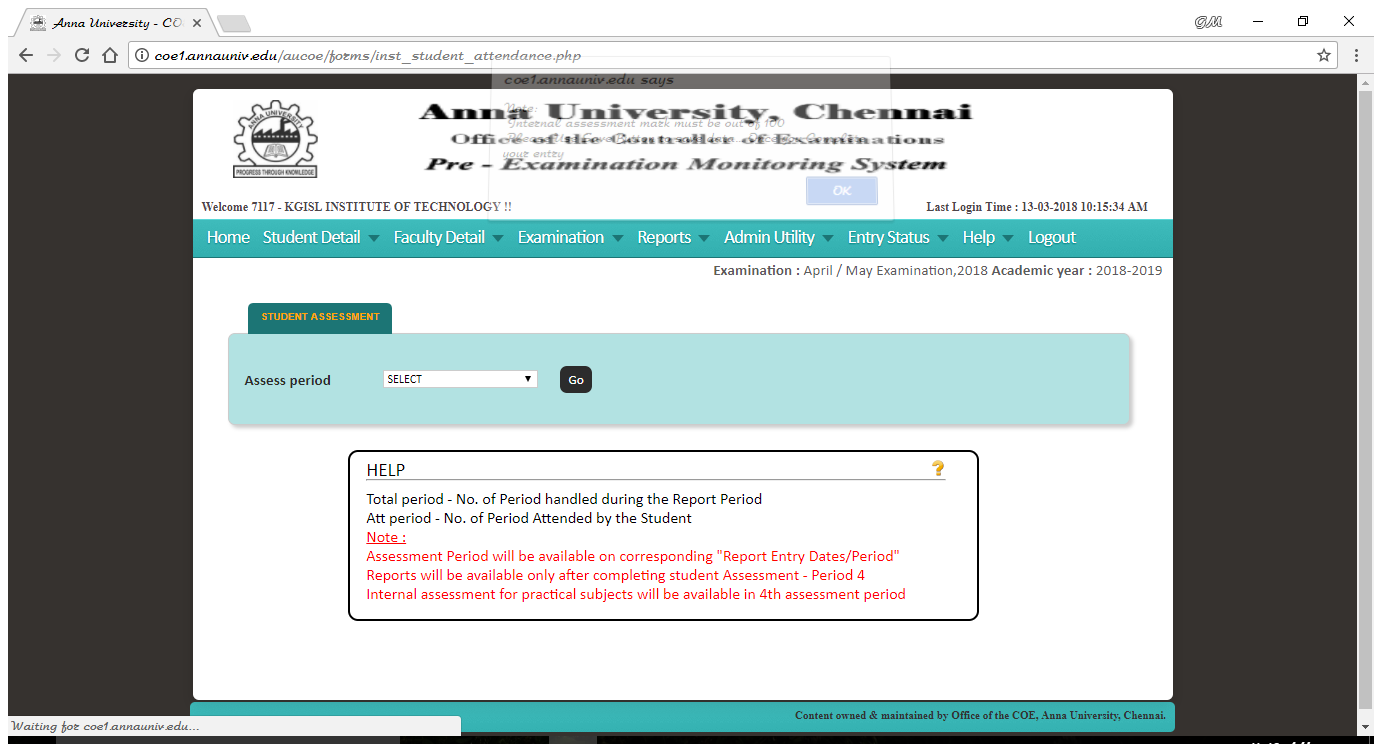 Anna University - CO
GM
coe1.annauniv.edu/aucoe/forms/inst_student_attendance.php
coe1.annauniv.edu says
Note:
Internal assessment mark must be out of 100
your entry
OK
Anna University, Chennai
Office of the Controller of Examinations
Pre - Examination Monitoring System
PROGRESS THROUGH KNOWLEDGE
Welcome 7117 - KGISL INSTITUTE OF TECHNOLOGY !!
Last Login Time : 13-03-2018 10:15:34 AM
Home Student Detail Faculty Detail Examination Reports Admin Utility Entry Status Help Logout
Examination : April / May Examination,2018 Academic year : 2018-2019
STUDENT ASSESSMENT
Assess period SELECT Go
HELP ?
Total period - No. of Period handled during the Report Period
Att period - No. of Period Attended by the Student
Note :
Assessment Period will be available on corresponding "Report Entry Dates/Period"
Reports will be available only after completing student Assessment - Period 4
Internal assessment for practical subjects will be available in 4th assessment period
Content owned & maintained by Office of the COE, Anna University, Chennai.
Waiting for coe1.annauniv.edu...